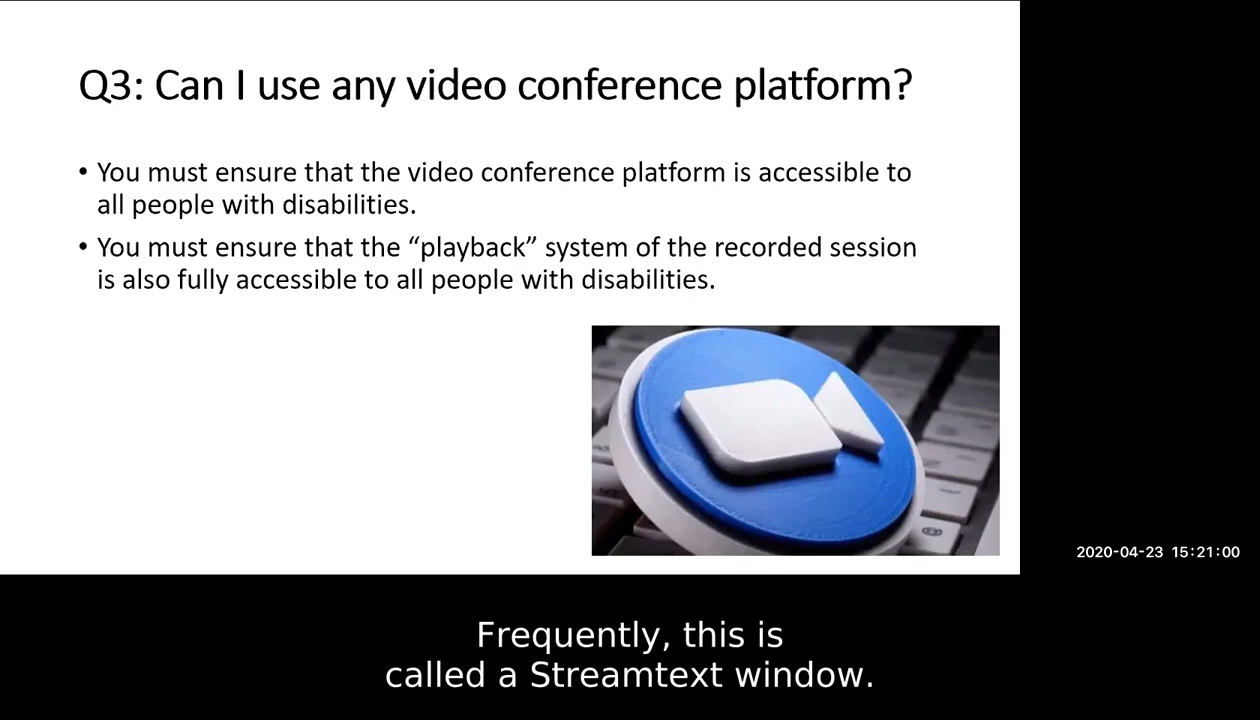 Q3: Can I use any video conference platform?
• You must ensure that the video conference platform is accessible to
all people with disabilities.
• You must ensure that the “playback” system of the recorded session
is also fully accessible to all people with disabilities.
2020-04-23 15:21:00
Frequently, this is
called a Streamtext window.